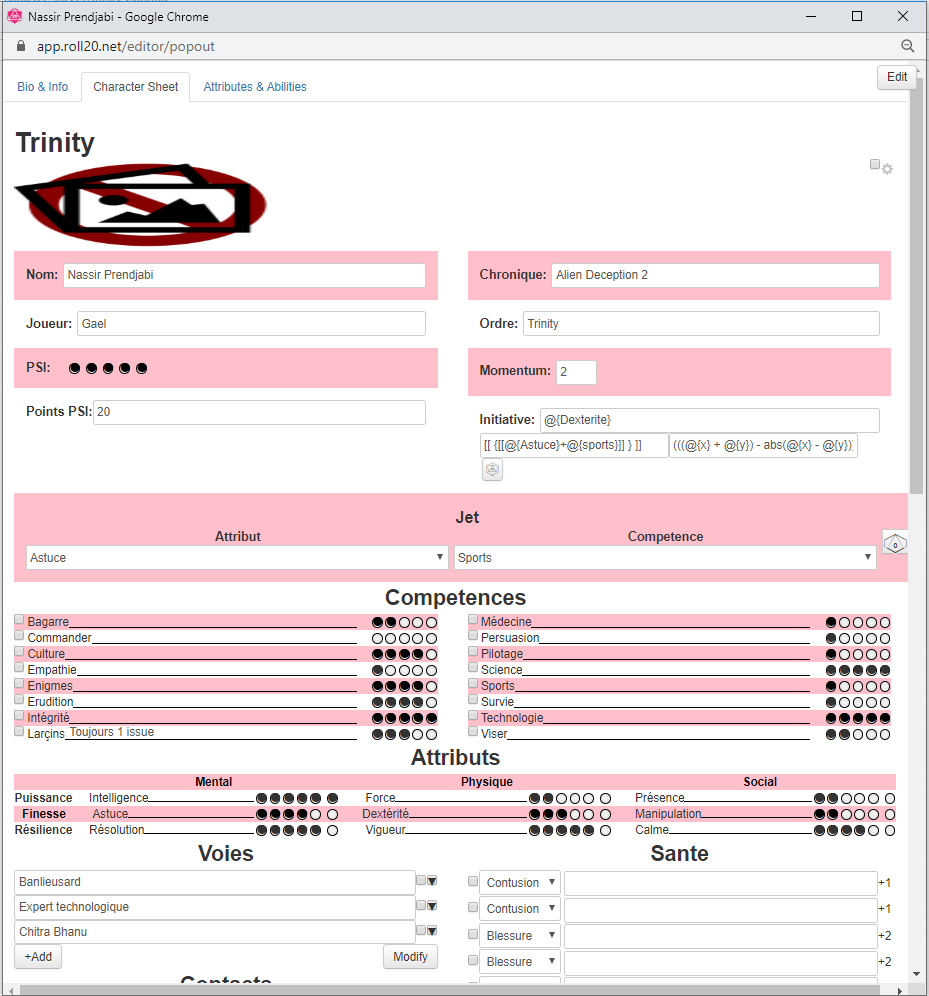 Nassir Prendjabi - Google Chrome
app.roll20.net/editor/popout
Bio & Info Character Sheet Attributes & Abilities Edit
Trinity
Nom: Nassir Prendjabi Chronique: Alien Deception 2
Joueur: Gael Ordre: Trinity
PSI: Momentum: 2
Points PSI: 20 Initiative: @{Dexterite}
[[ {[[@{Astuce}+@{sports}]] } ]] (((@{x} + @{y}) - abs(@{x} - @{y})
Jet
Attribut Competence
Astuce Sports 0
Competences
Bagarre Médecine
Commander Persuasion
Culture Pilotage
Empathie Science
Enigmes Sports
Erudition Survie
Intégrité Technologie
Larçins Toujours 1 issue Viser
Attributs
Mental Physique Social
Puissance Intelligence Force Présence
Finesse Astuce Dextérité Manipulation
Résilience Résolution Vigueur Calme
Voies Sante
Banlieusard Contusion +1
Expert technologique Contusion +1
Chitra Bhanu Blessure +2
+Add Modify Blessure +2
Contacts